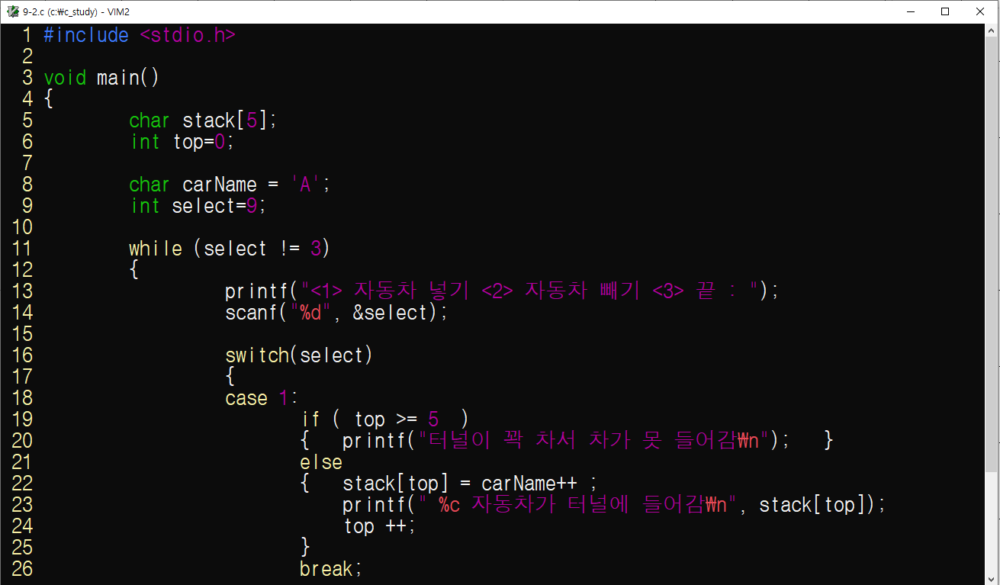 9-2.c (c:\c_study) - VIM2
1 #include <stdio.h>
2
3 void main()
4 {
5         char stack[5];
6         int top=0;
7
8         char carName = 'A';
9         int select=9;
10
11         while (select != 3)
12         {
13                  printf("<1> 자동차 넣기 <2> 자동차 빼기 <3> 끝 : ");
14                  scanf("%d", &select);
15
16                  switch(select)
17                  {
18                  case 1:
19                         if ( top >= 5  )
20                         {   printf("터널이 꽉 차서 차가 못 들어감₩n");   }
21                         else
22                         {   stack[top] = carName++ ;
23                             printf(" %c 자동차가 터널에 들어감₩n", stack[top]);
24                             top ++;
25                         }
26                         break;